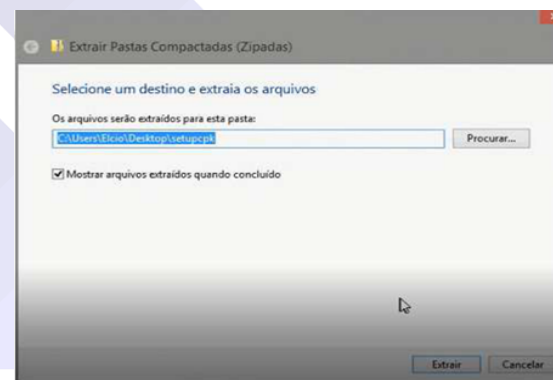 Extrair Pastas Compactadas (Zipadas)
Selecione um destino e extraia os arquivos
Os arquivos serão extraídos para esta pasta:
C:\Users\Elcio\Desktop\setupcpk
Procurar...
Mostrar arquivos extraídos quando concluído
Extrair
Cancelar